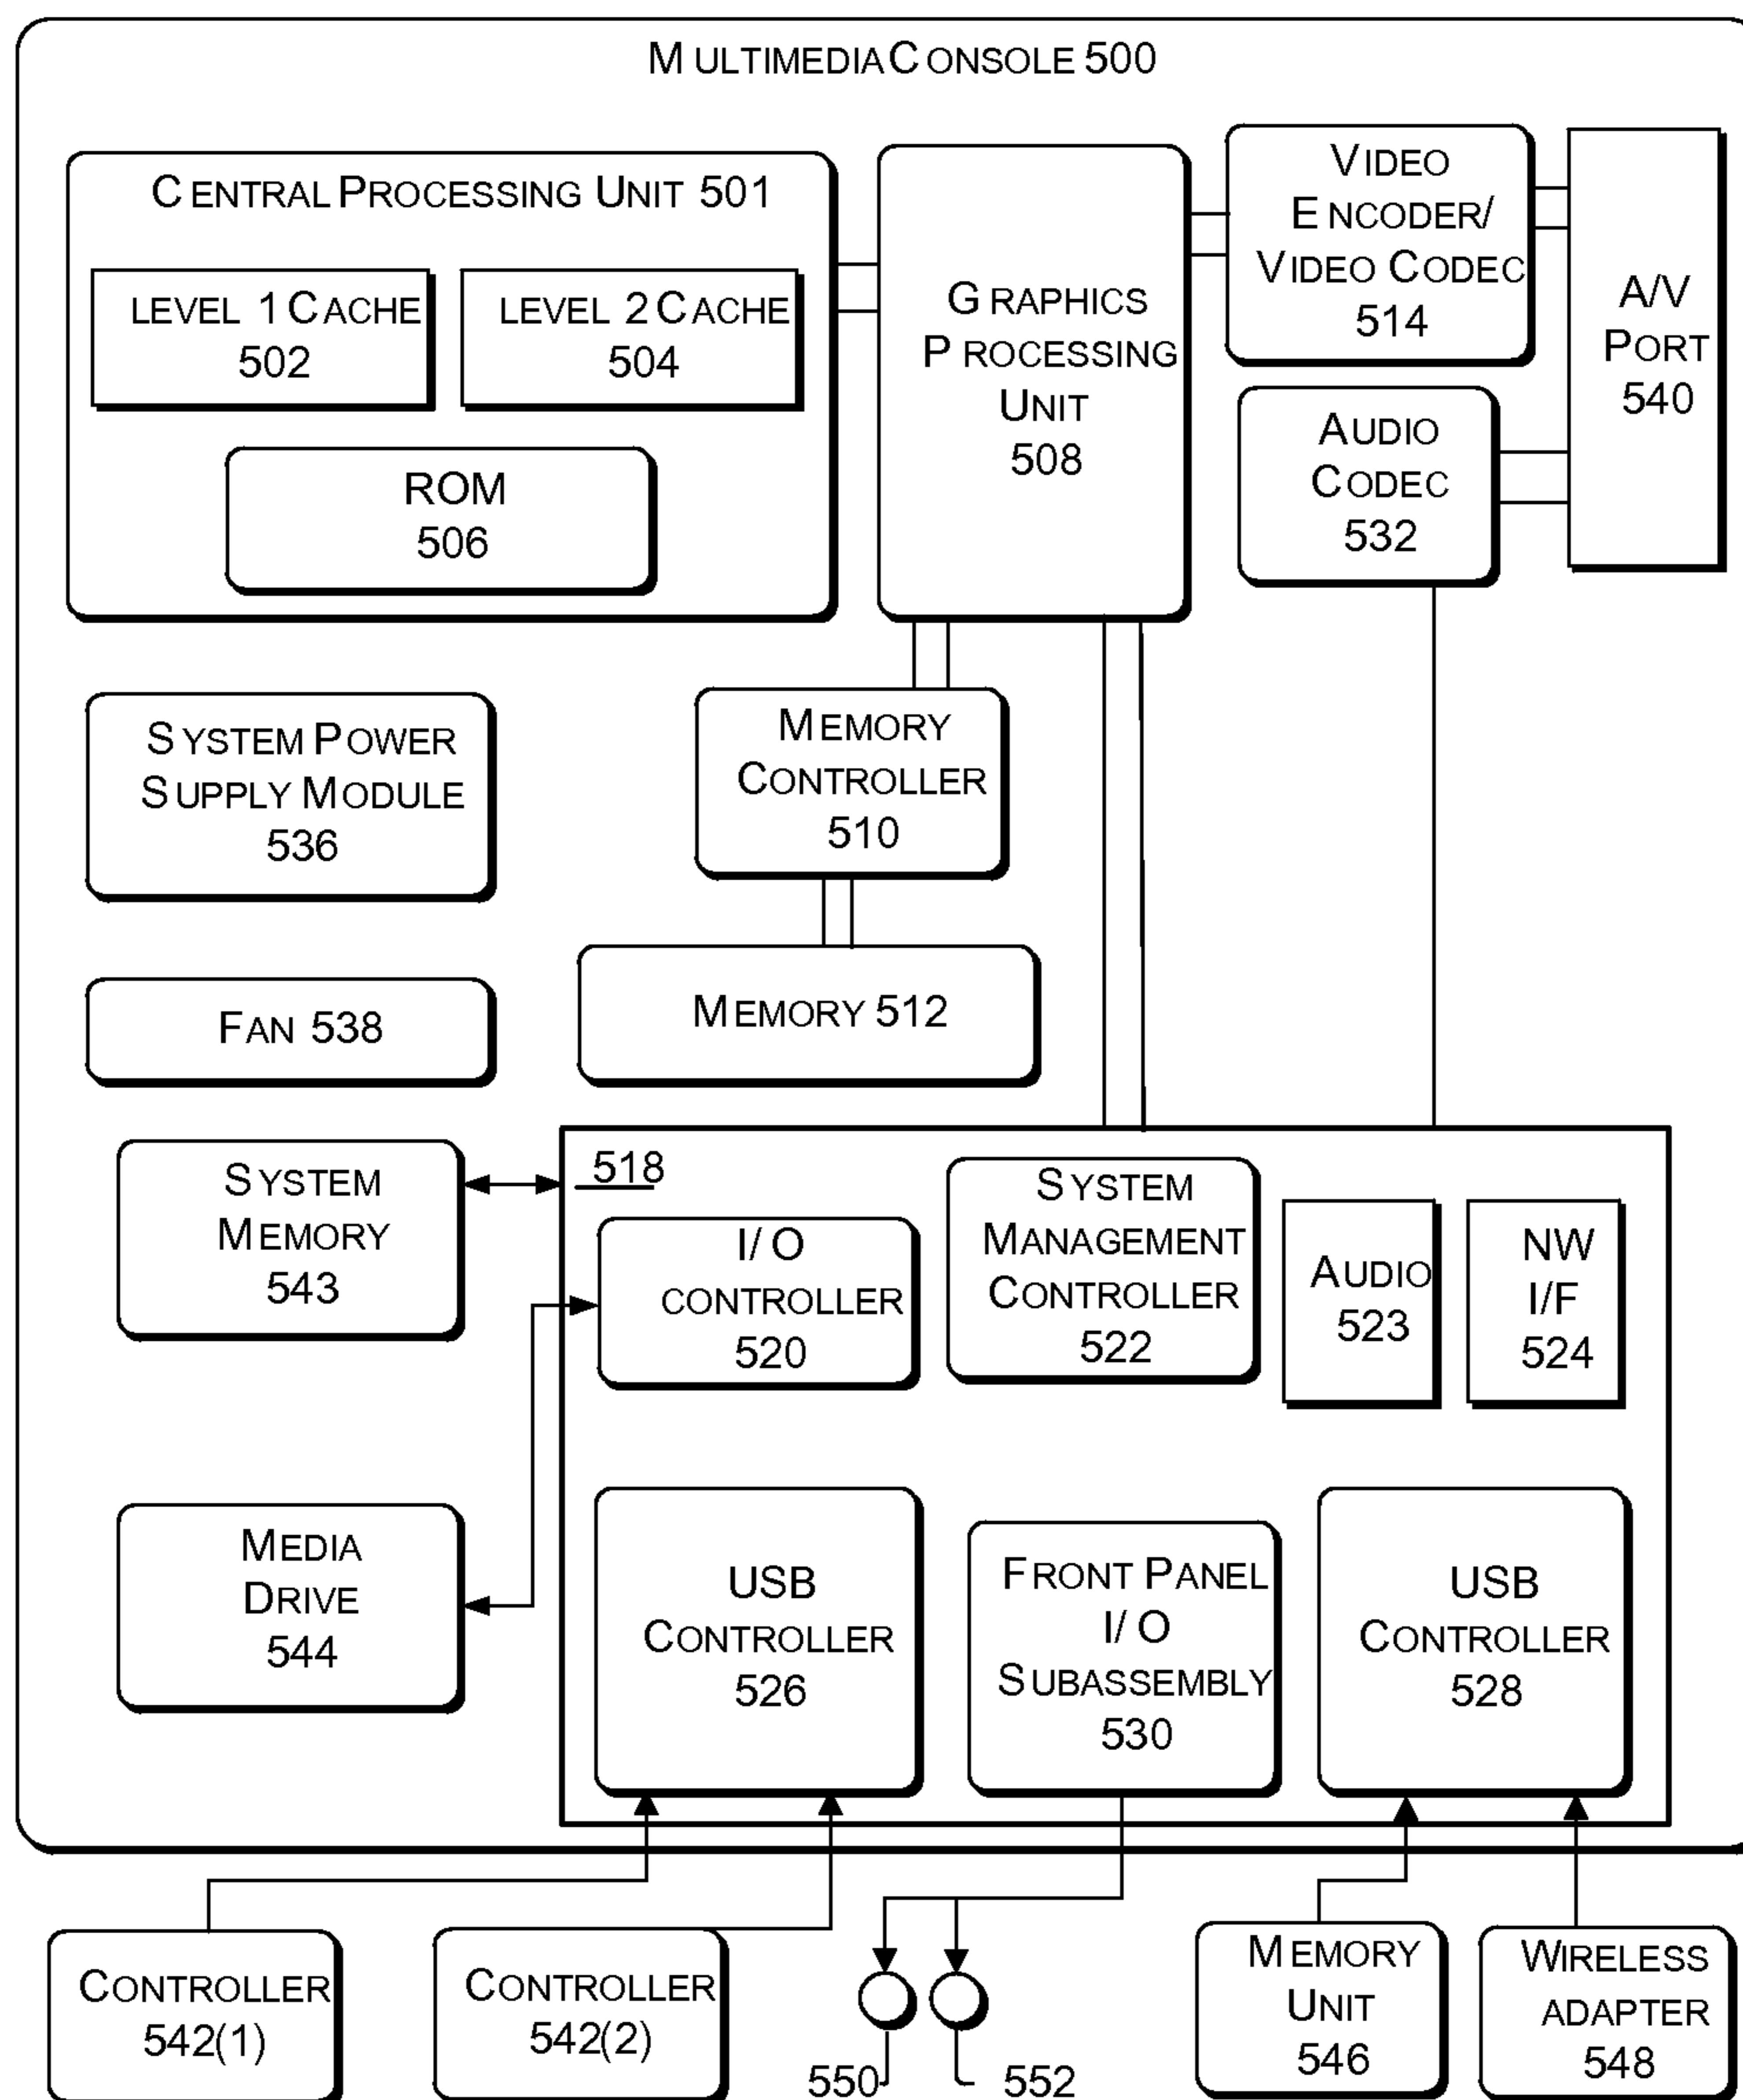 MULTIMEDIA CONSOLE 500
CENTRAL PROCESSING UNIT 501
LEVEL 1 CACHE
502
LEVEL 2 CACHE
504
ROM
506
GRAPHICS
PROCESSING
UNIT
508
VIDEO
ENCODER/
VIDEO CODEC
514
A/V
PORT
540
AUDIO
CODEC
532
SYSTEM POWER
SUPPLY MODULE
536
MEMORY
CONTROLLER
510
FAN 538
MEMORY 512
SYSTEM
MEMORY
543
518
I/O
CONTROLLER
520
SYSTEM
MANAGEMENT
CONTROLLER
522
AUDIO
523
NW
I/F
524
MEDIA
DRIVE
544
USB
CONTROLLER
526
FRONT PANEL
I/O
SUBASSEMBLY
530
USB
CONTROLLER
528
CONTROLLER
542(1)
CONTROLLER
542(2)
550
552
MEMORY
UNIT
546
WIRELESS
ADAPTER
548